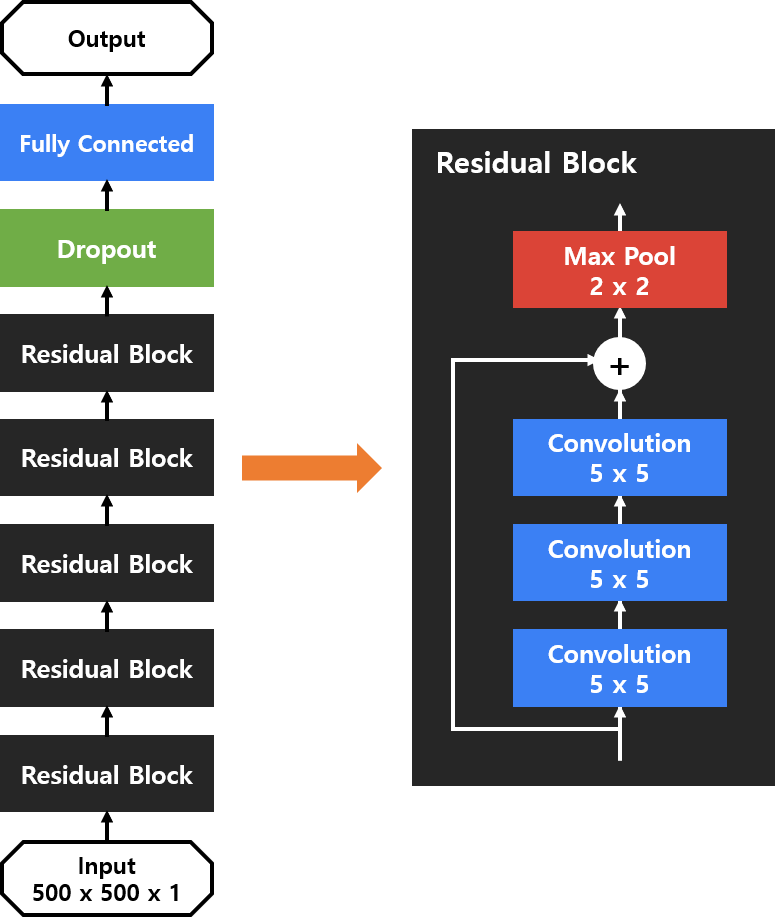 Output
Fully Connected
Dropout
Residual Block
Residual Block
Residual Block
Residual Block
Residual Block
Input
500 x 500 x 1
Residual Block
Max Pool
2 x 2
+
Convolution
5 x 5
Convolution
5 x 5
Convolution
5 x 5